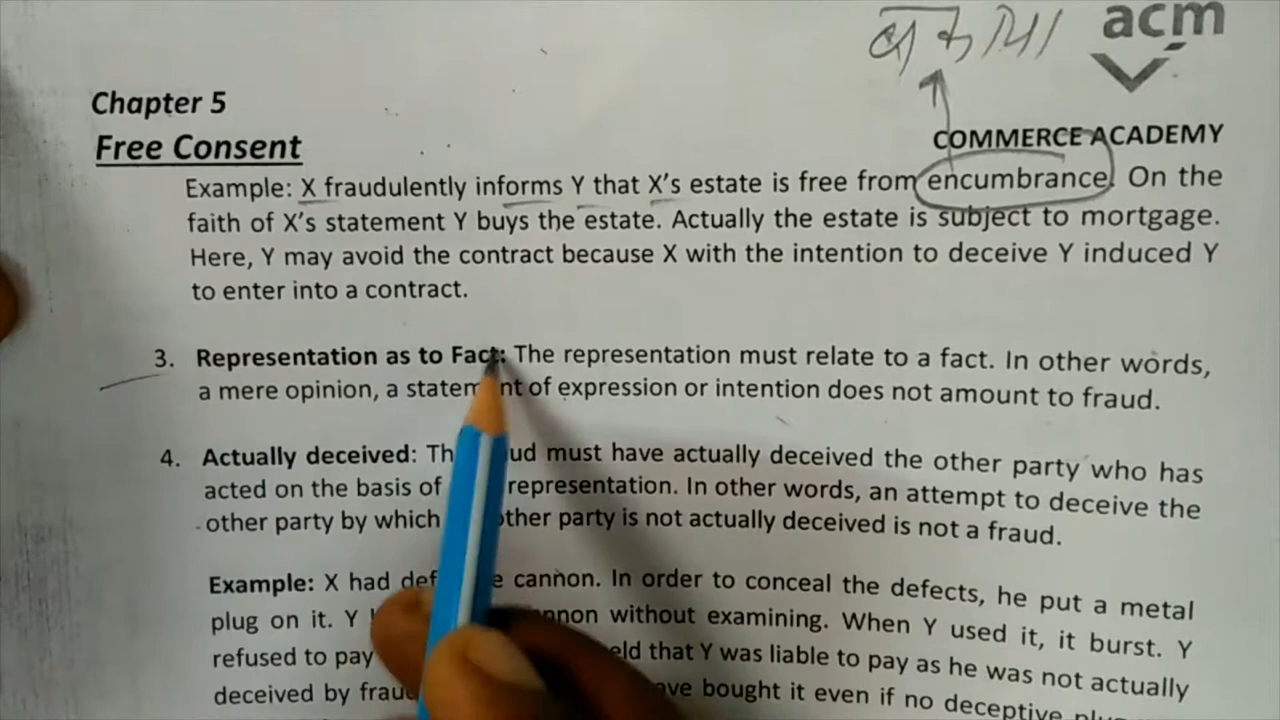 बकाया
acm
Chapter 5
Free Consent
COMMERCE ACADEMY
Example: X fraudulently informs Y that X's estate is free from encumbrance. On the
faith of X's statement Y buys the estate. Actually the estate is subject to mortgage.
Here, Y may avoid the contract because X with the intention to deceive Y induced Y
to enter into a contract.
3. Representation as to Fact: The representation must relate to a fact. In other words,
a mere opinion, a statement of expression or intention does not amount to fraud.
4. Actually deceived: The fraud must have actually deceived the other party who has
acted on the basis of representation. In other words, an attempt to deceive the
other party by which other party is not actually deceived is not a fraud.
Example: X had cannon. In order to conceal the defects, he put a metal
plug on it. Y cannon without examining. When Y used it, it burst. Y
refused to pay held that Y was liable to pay as he was not actually
deceived by have bought it even if no deceptive